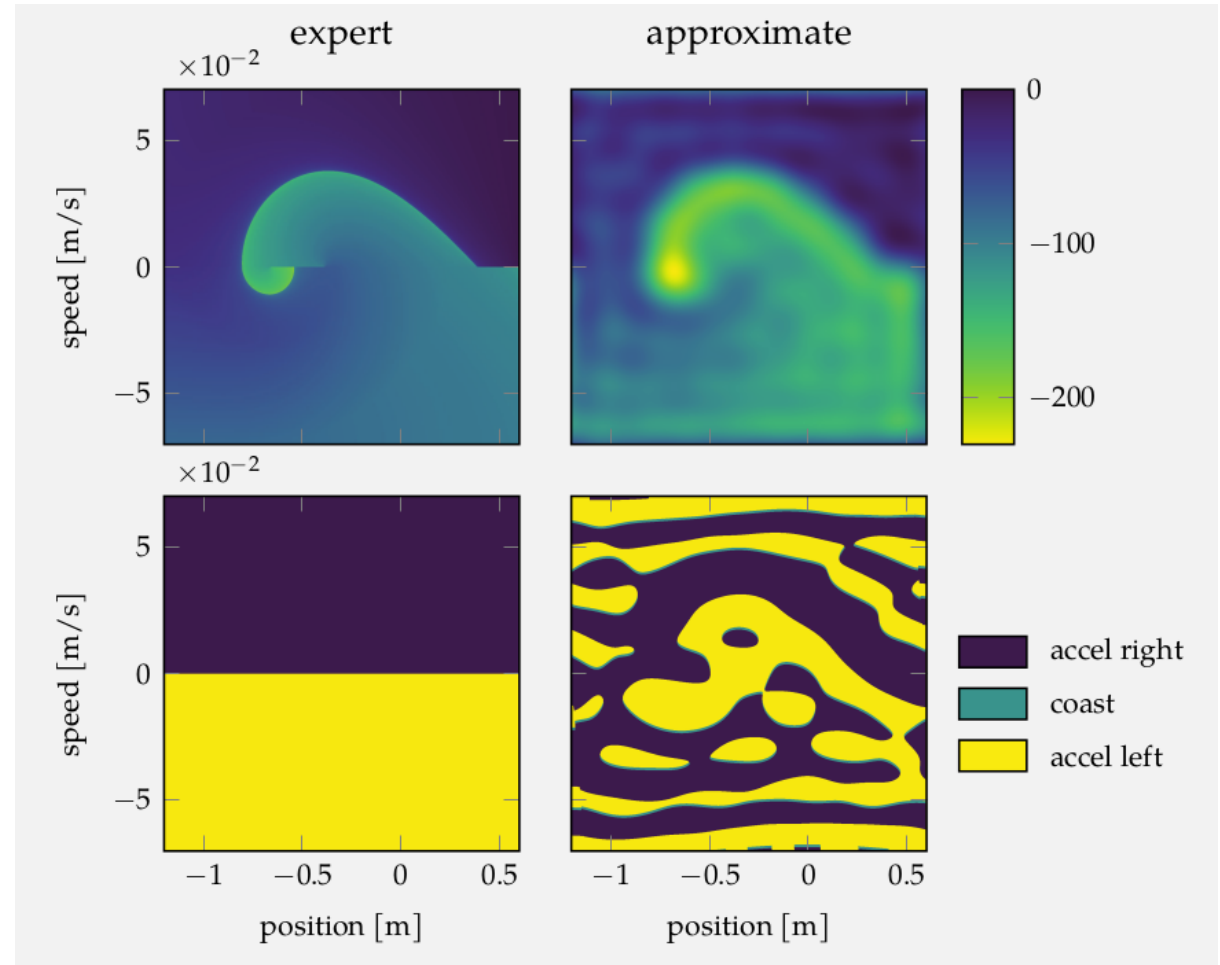 expert
approximate
×10⁻²
5
0
−5
speed [m/s]
0
−100
−200
×10⁻²
5
0
−5
speed [m/s]
−1
−0.5
0
0.5
position [m]
−1
−0.5
0
0.5
position [m]
accel right
coast
accel left